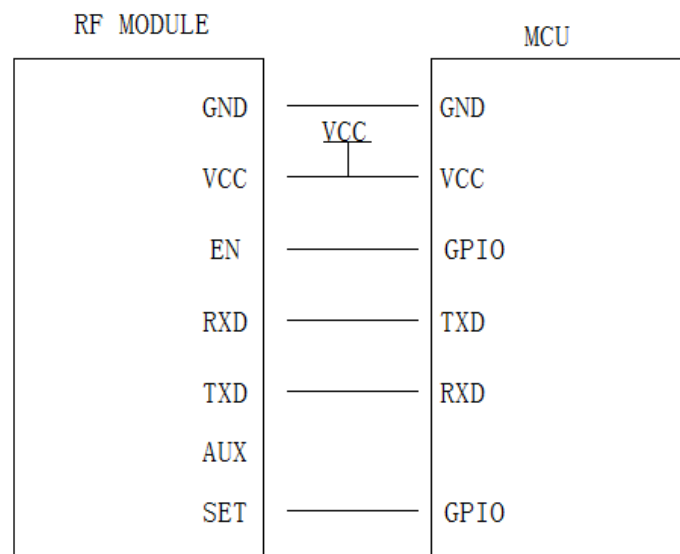 RF MODULE
MCU
GND
GND
VCC
VCC
VCC
EN
GPIO
RXD
TXD
TXD
RXD
AUX
SET
GPIO